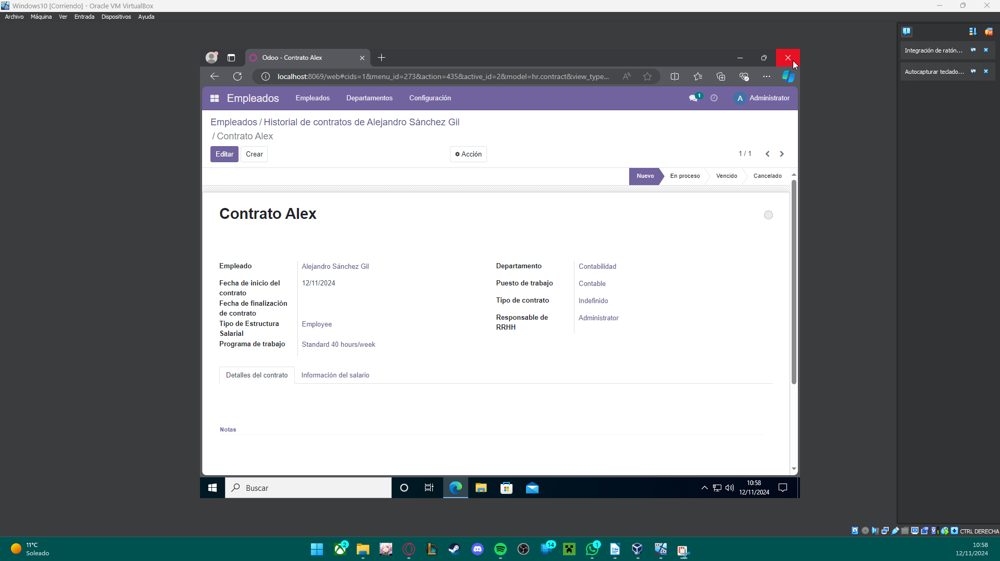 Windows10 [Corriendo] - Oracle VM VirtualBox
Archivo Máquina Ver Entrada Dispositivos Ayuda
Integración de ratón...
Autocapturar teclado...
Odoo - Contrato Alex
localhost:8069/web#cids=1&menu_id=273&action=435&active_id=2&model=hr.contract&view_type...
Empleados Empleados Departamentos Configuración 1 A Administrator
Empleados / Historial de contratos de Alejandro Sánchez Gil
/ Contrato Alex
Editar Crear Acción 1 / 1
Nuevo En proceso Vencido Cancelado
Contrato Alex
Empleado Alejandro Sánchez Gil
Fecha de inicio del contrato 12/11/2024
Fecha de finalización de contrato
Tipo de Estructura Salarial Employee
Programa de trabajo Standard 40 hours/week
Departamento Contabilidad
Puesto de trabajo Contable
Tipo de contrato Indefinido
Responsable de RRHH Administrator
Detalles del contrato Información del salario
Notas
Buscar
10:58
12/11/2024
CTRL DERECHA
11°C
Soleado
2
14
1
10:58
12/11/2024